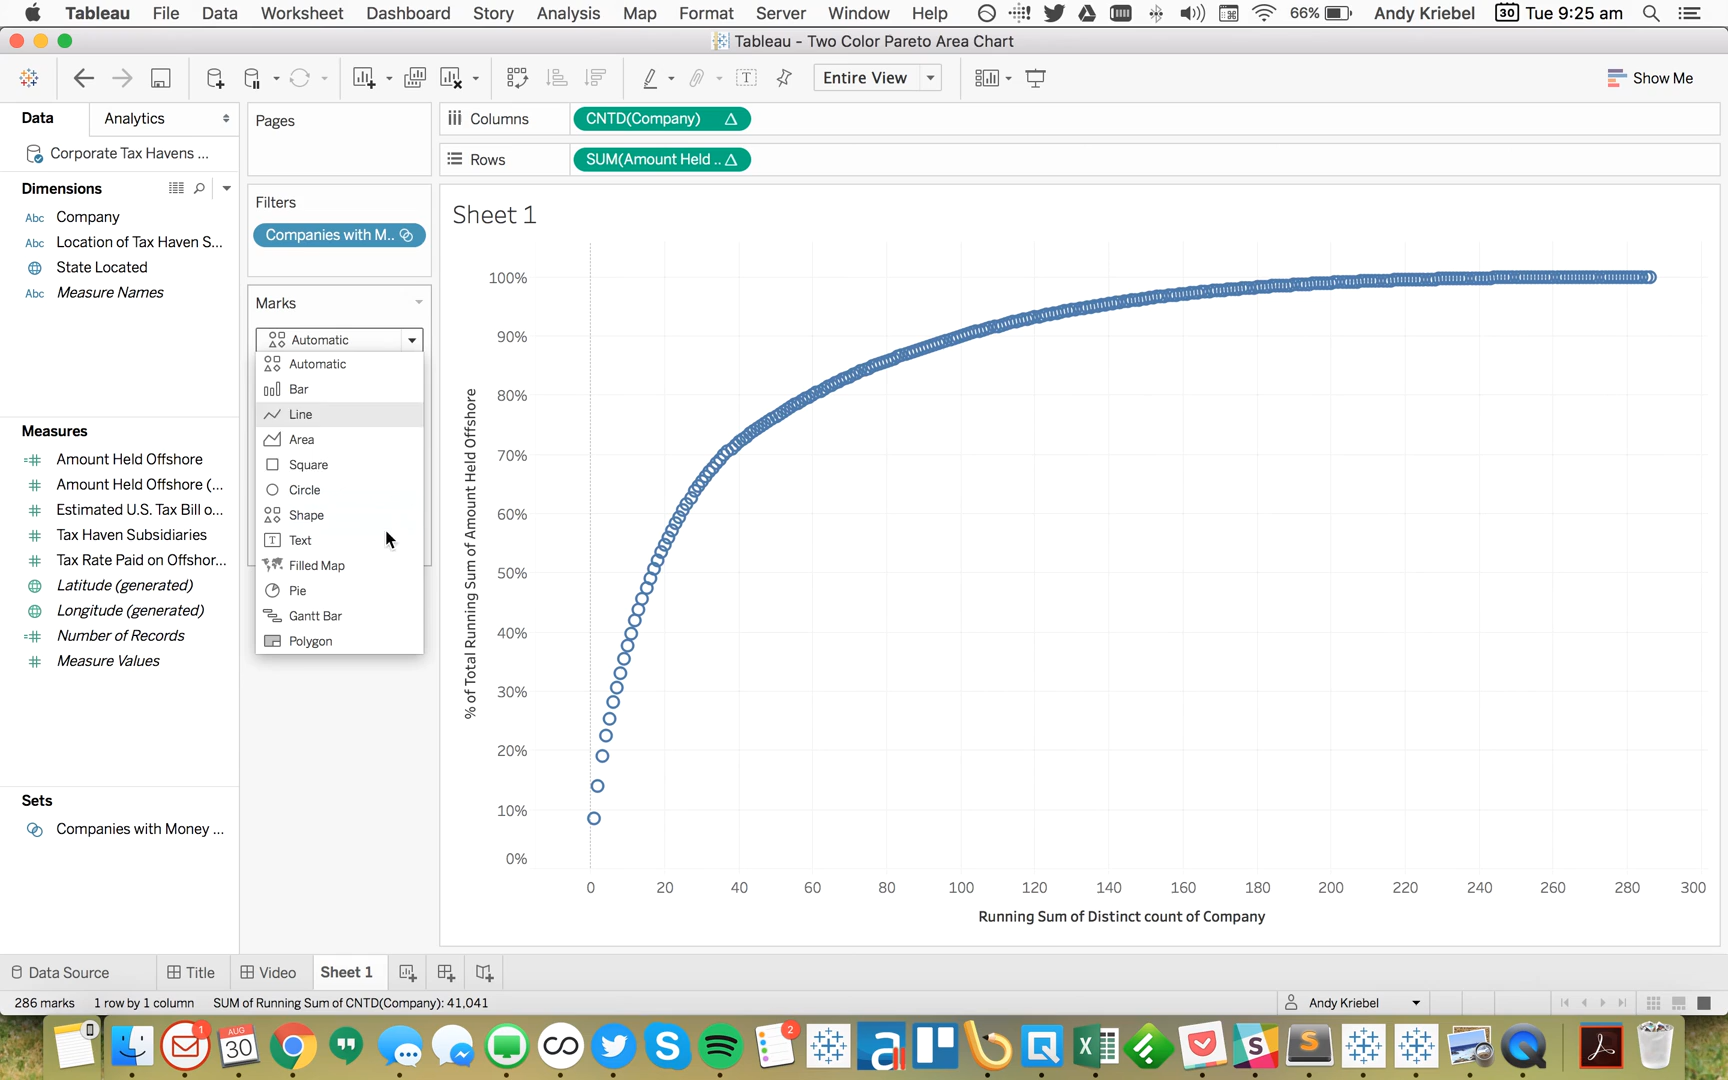 Tableau File Data Worksheet Dashboard Story Analysis Map Format Server Window Help 66% Andy Kriebel 30 Tue 9:25 am
Tableau - Two Color Pareto Area Chart
Entire View Show Me
Data Analytics
Corporate Tax Havens ...
Dimensions
Abc Company
Abc Location of Tax Haven S...
State Located
Abc Measure Names
Measures
Amount Held Offshore
Amount Held Offshore (...
Estimated U.S. Tax Bill o...
Tax Haven Subsidiaries
Tax Rate Paid on Offshor...
Latitude (generated)
Longitude (generated)
Number of Records
Measure Values
Sets
Companies with Money ...
Pages
Filters
Companies with M..
Marks
Automatic
Automatic
Bar
Line
Area
Square
Circle
Shape
Text
Filled Map
Pie
Gantt Bar
Polygon
Columns CNTD(Company)
Rows SUM(Amount Held ..
Sheet 1
% of Total Running Sum of Amount Held Offshore
100%
90%
80%
70%
60%
50%
40%
30%
20%
10%
0%
0 20 40 60 80 100 120 140 160 180 200 220 240 260 280 300
Running Sum of Distinct count of Company
Data Source Title Video Sheet 1
286 marks 1 row by 1 column SUM of Running Sum of CNTD(Company): 41,041 Andy Kriebel
1 AUG 30 2